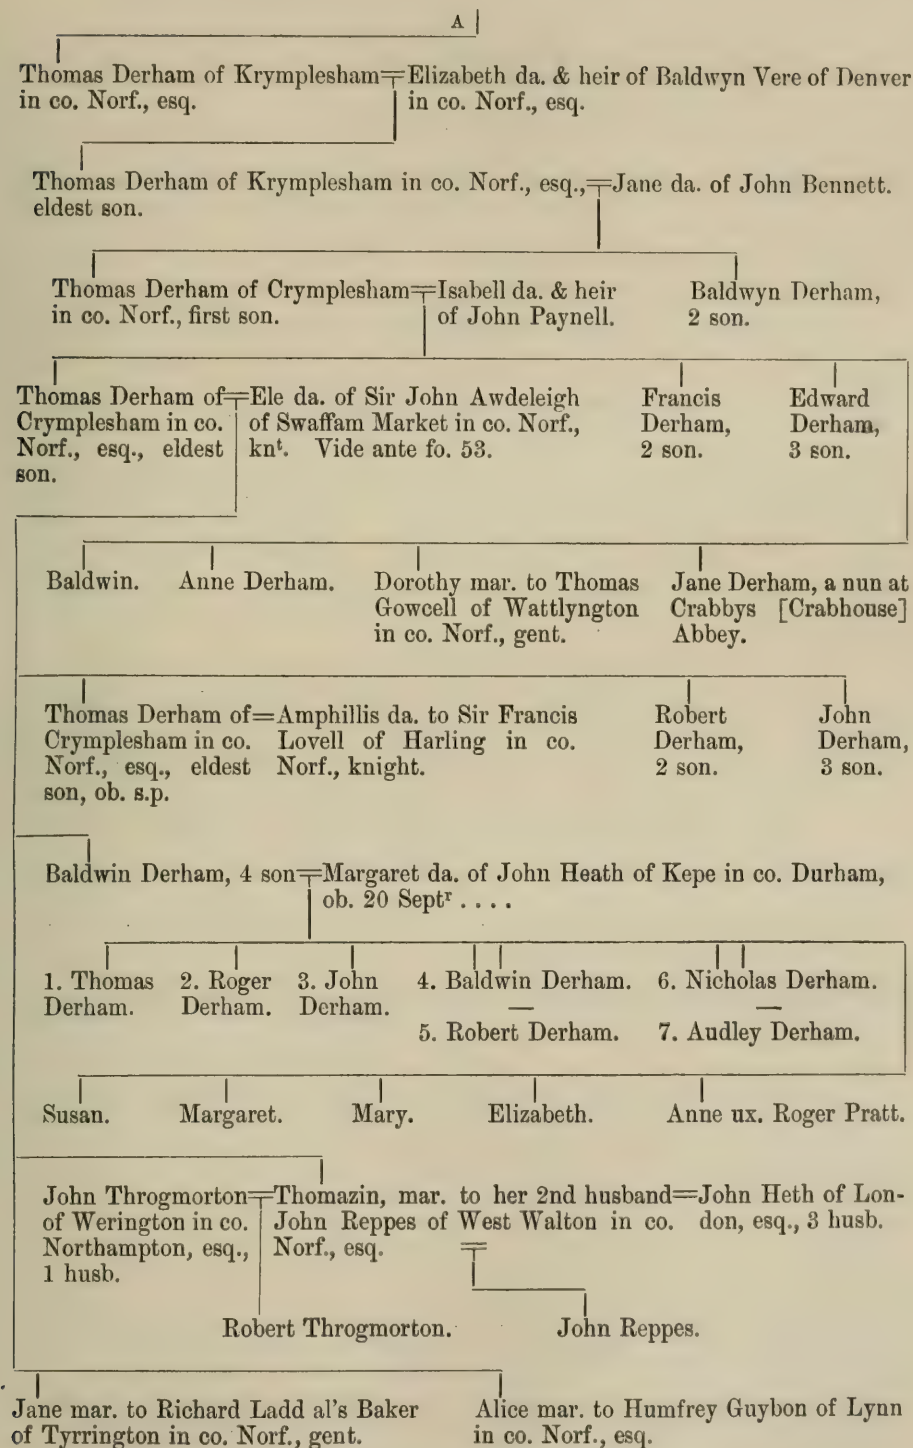 A
Thomas Derham of Krymplesham=Elizabeth da. & heir of Baldwyn Vere of Denver
in co. Norf., esq. in co. Norf., esq.
Thomas Derham of Krymplesham in co. Norf., esq.,=Jane da. of John Bennett.
eldest son.
Thomas Derham of Crymplesham=Isabell da. & heir
in co. Norf., first son. of John Paynell.
Baldwyn Derham,
2 son.
Thomas Derham of=Ele da. of Sir John Awdeleigh
Crymplesham in co. of Swaffam Market in co. Norf.,
Norf., esq., eldest knᵗ. Vide ante fo. 53.
son.
Francis
Derham,
2 son.
Edward
Derham,
3 son.
Baldwin.
Anne Derham.
Dorothy mar. to Thomas
Gowcell of Wattlyngton
in co. Norf., gent.
Jane Derham, a nun at
Crabbys [Crabhouse]
Abbey.
Thomas Derham of=Amphillis da. to Sir Francis
Crymplesham in co. Lovell of Harling in co.
Norf., esq., eldest Norf., knight.
son, ob. s.p.
Robert
Derham,
2 son.
John
Derham,
3 son.
Baldwin Derham, 4 son=Margaret da. of John Heath of Kepe in co. Durham,
ob. 20 Septʳ . . . .
1. Thomas
Derham.
2. Roger
Derham.
3. John
Derham.
4. Baldwin Derham.
—
5. Robert Derham.
6. Nicholas Derham.
—
7. Audley Derham.
Susan. Margaret. Mary. Elizabeth. Anne ux. Roger Pratt.
John Throgmorton=Thomazin, mar. to her 2nd husband=John Heth of Lon-
of Werington in co. John Reppes of West Walton in co. don, esq., 3 husb.
Northampton, esq., Norf., esq.
1 husb.
Robert Throgmorton. John Reppes.
Jane mar. to Richard Ladd al's Baker
of Tyrrington in co. Norf., gent.
Alice mar. to Humfrey Guybon of Lynn
in co. Norf., esq.